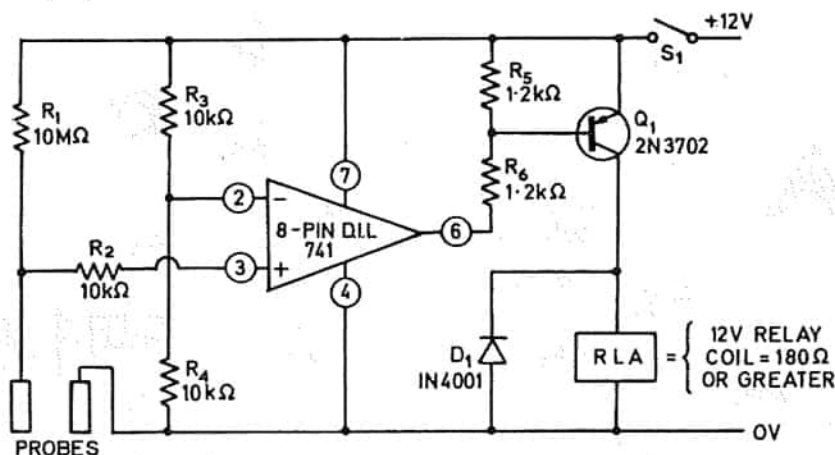 +12V
S1
R1
10MΩ
R3
10kΩ
R5
1·2kΩ
Q1
2N3702
R6
1·2kΩ
7
2
-
8-PIN D.I.L
741
6
R2
10kΩ
3
+
4
R4
10kΩ
D1
IN4001
RLA
=
12V RELAY
COIL = 180Ω
OR GREATER
PROBES
0V